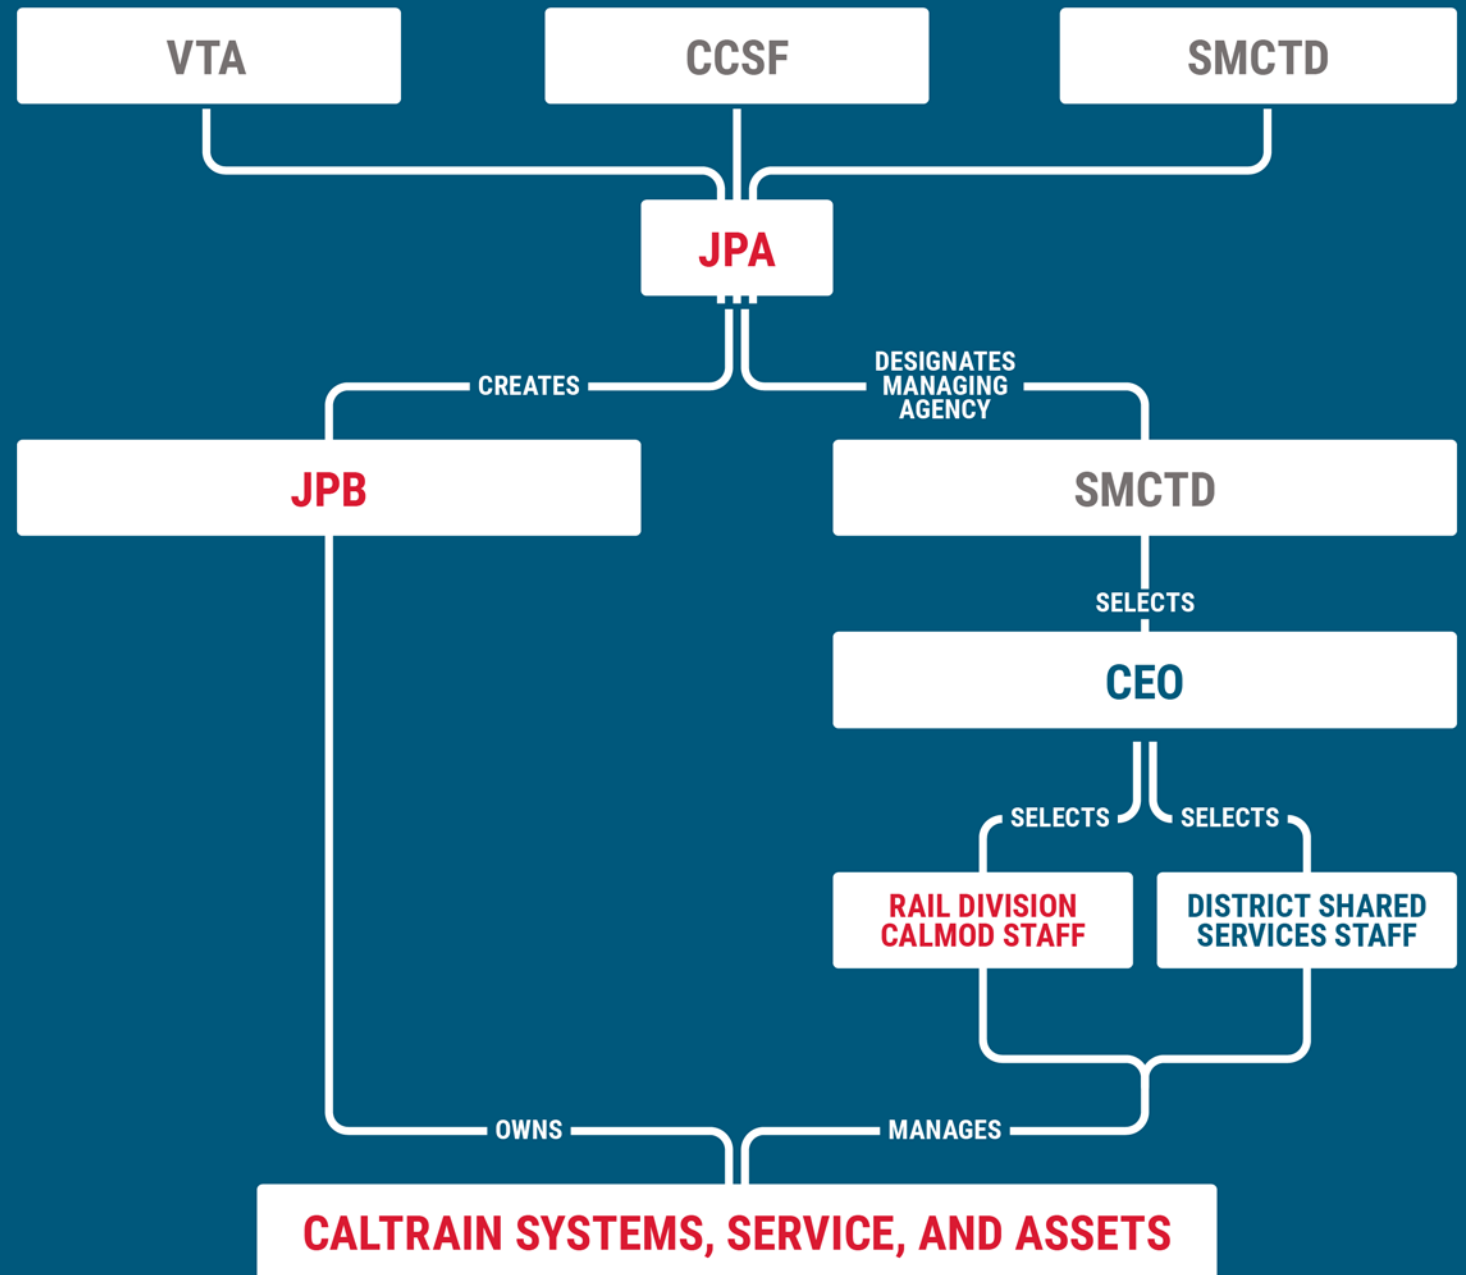 VTA
CCSF
SMCTD
JPA
CREATES
DESIGNATES
MANAGING
AGENCY
JPB
SMCTD
SELECTS
CEO
SELECTS
SELECTS
RAIL DIVISION
CALMOD STAFF
DISTRICT SHARED
SERVICES STAFF
OWNS
MANAGES
CALTRAIN SYSTEMS, SERVICE, AND ASSETS